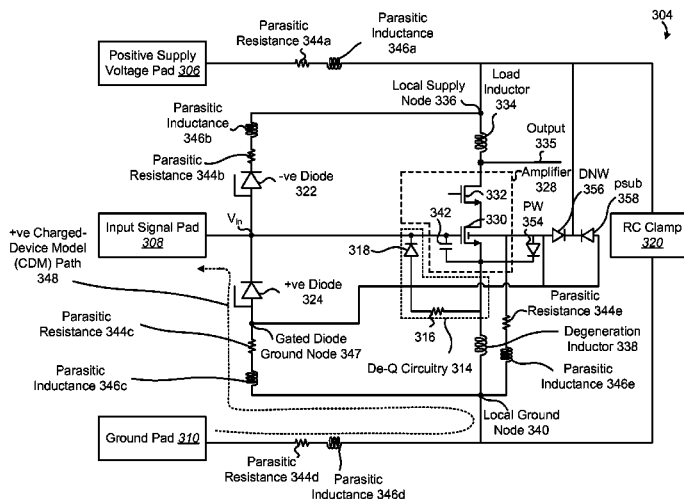 304
Positive Supply
Voltage Pad 306
Parasitic
Resistance 344a
Parasitic
Inductance
346a
Local Supply
Node 336
Load
Inductor
334
Parasitic
Inductance
346b
Parasitic
Resistance 344b
-ve Diode
322
Output
335
Amplifier
328
DNW
356
psub
358
332
330
PW
354
342
318
Input Signal Pad
308
Vin
RC Clamp
320
+ve Charged-
Device Model
(CDM) Path
348
+ve Diode
324
Parasitic
Resistance 344c
Gated Diode
Ground Node 347
316
De-Q Circuitry 314
Parasitic
Resistance 344e
Degeneration
Inductor 338
Parasitic
Inductance 346e
Parasitic
Inductance 346c
Local Ground
Node 340
Ground Pad 310
Parasitic
Resistance 344d
Parasitic
Inductance 346d